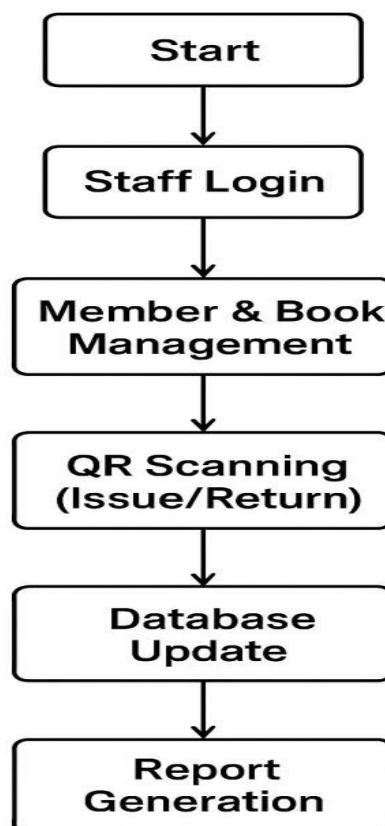 Start
Staff Login
Member & Book
Management
QR Scanning
(Issue/Return)
Database
Update
Report
Generation